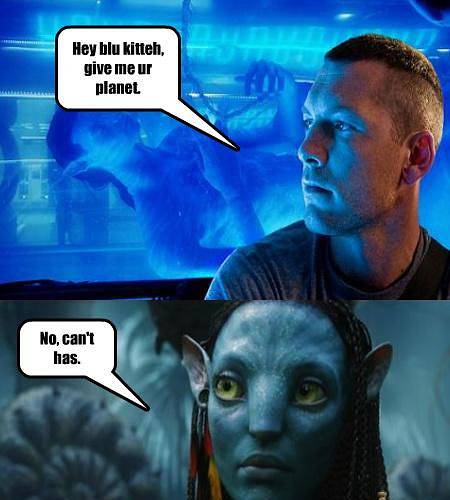 Hey blu kitteh,
give me ur
planet.
No, can't
has.